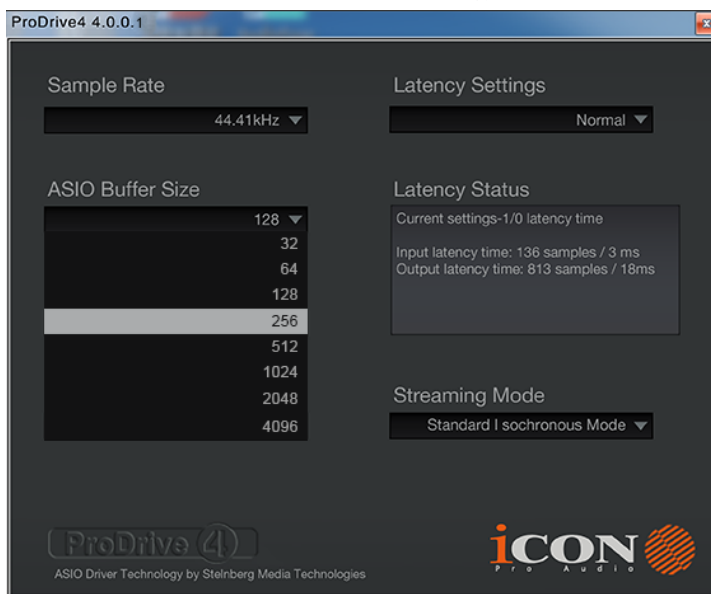 ProDrive4 4.0.0.1
x
Sample Rate
44.41kHz
Latency Settings
Normal
ASIO Buffer Size
128
32
64
128
256
512
1024
2048
4096
Latency Status
Current settings-1/0 latency time
Input latency time: 136 samples / 3 ms
Output latency time: 813 samples / 18ms
Streaming Mode
Standard I sochronous Mode
ProDrive 4
ASIO Driver Technology by Stelnberg Media Technologies
iCON
Pro Audio